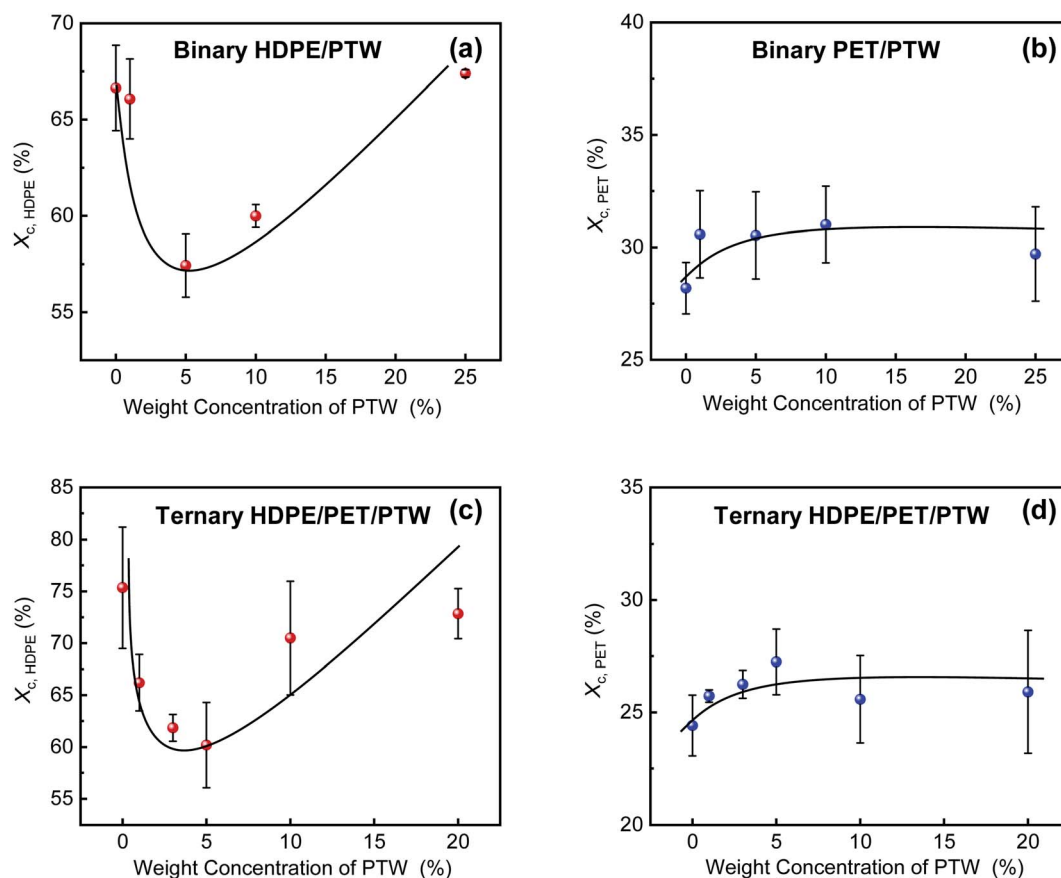 Binary HDPE/PTW (a)
70
65
60
55
X_c, HDPE (%)
0 5 10 15 20 25
Weight Concentration of PTW (%)
Binary PET/PTW (b)
40
35
30
25
X_c, PET (%)
0 5 10 15 20 25
Weight Concentration of PTW (%)
Ternary HDPE/PET/PTW (c)
85
80
75
70
65
60
55
X_c, HDPE (%)
0 5 10 15 20
Weight Concentration of PTW (%)
Ternary HDPE/PET/PTW (d)
35
30
25
20
X_c, PET (%)
0 5 10 15 20
Weight Concentration of PTW (%)